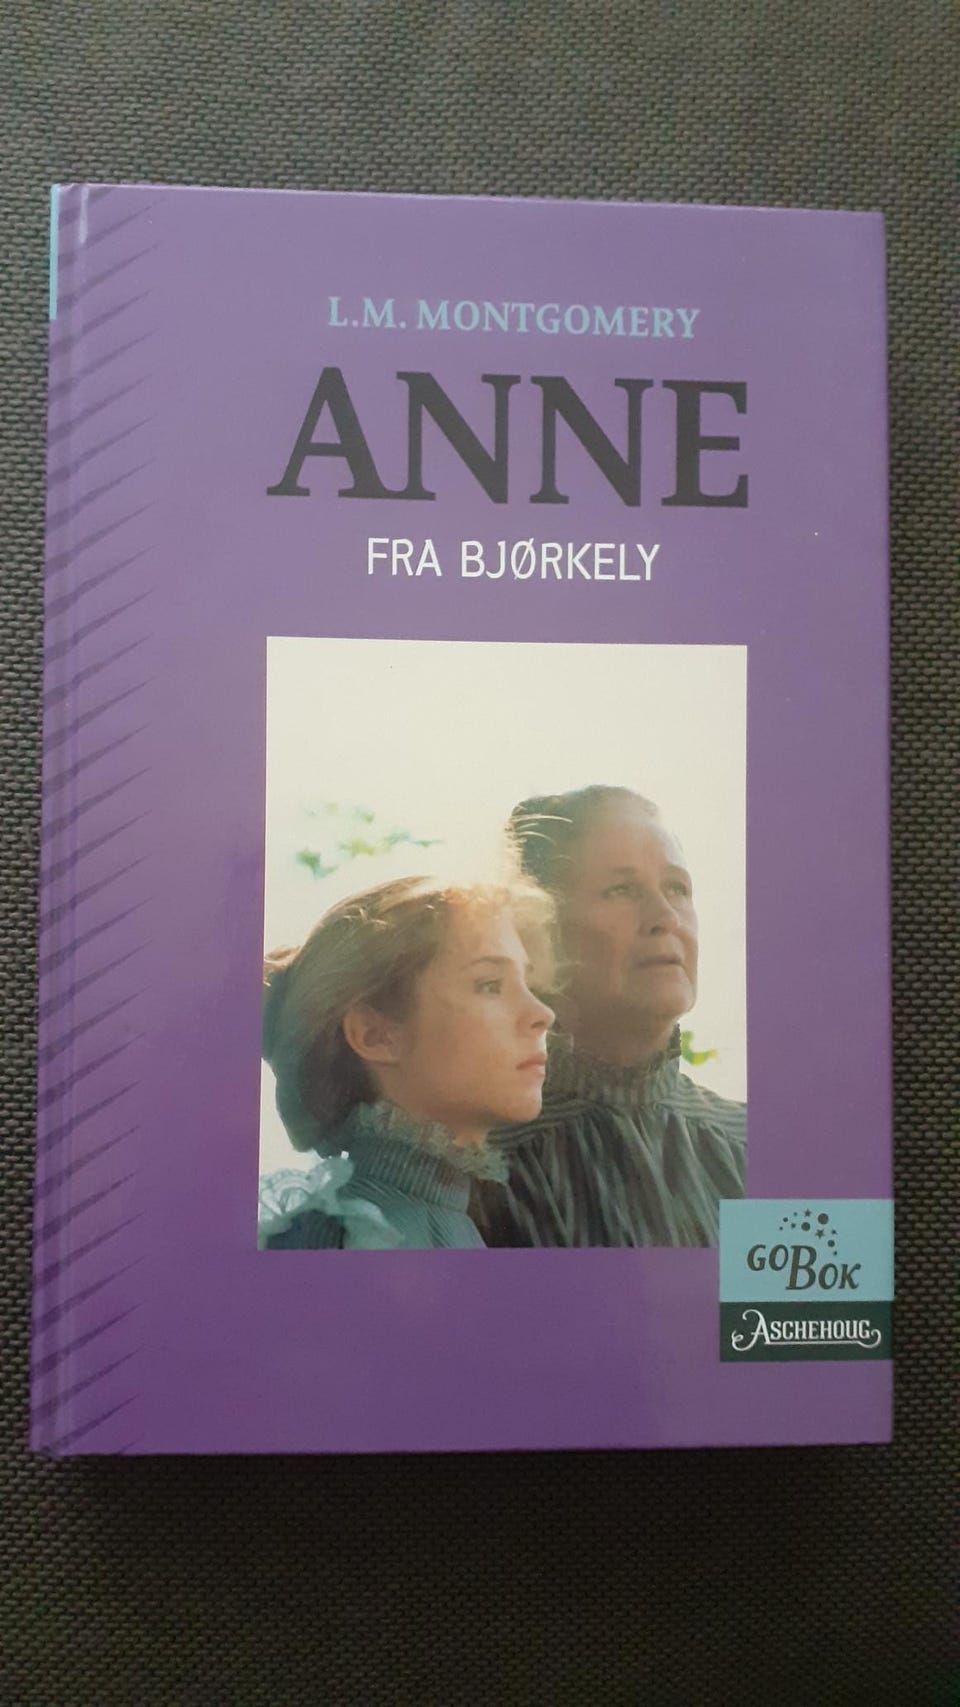 L.M. MONTGOMERY
ANNE
FRA BJØRKELY
GOBOK
ASCHEHOUG